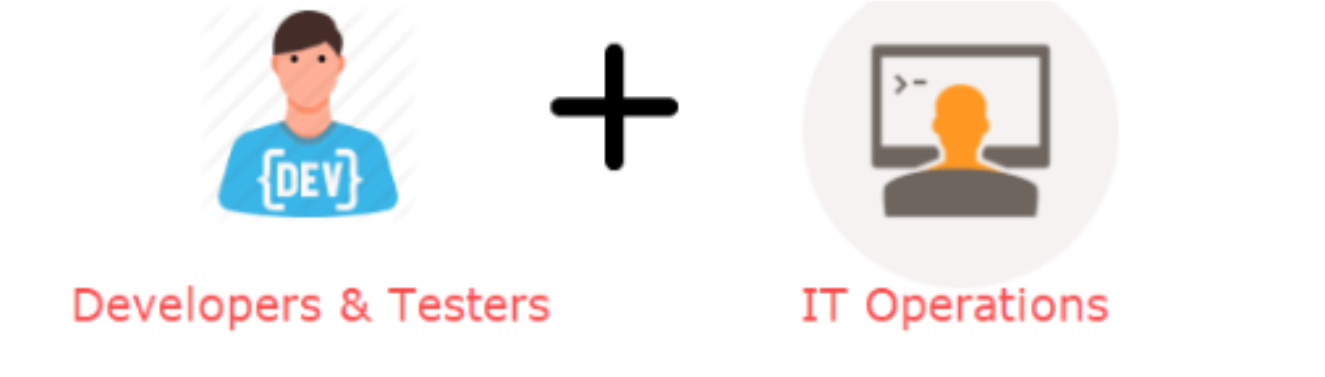 >-
{DEV}
Developers & Testers
IT Operations